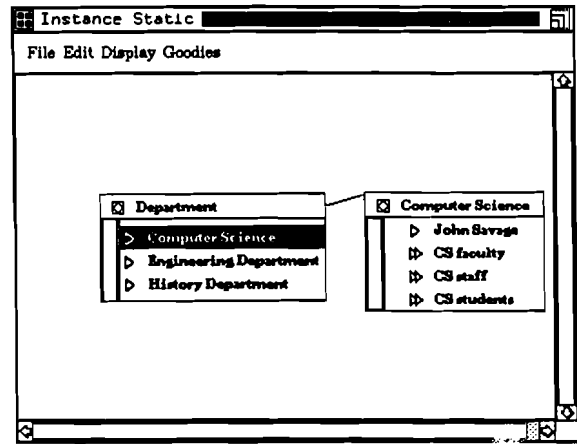 Instance Static
File Edit Display Goodies
Department
Computer Science
Engineering Department
History Department
Computer Science
John Savage
CS faculty
CS staff
CS students